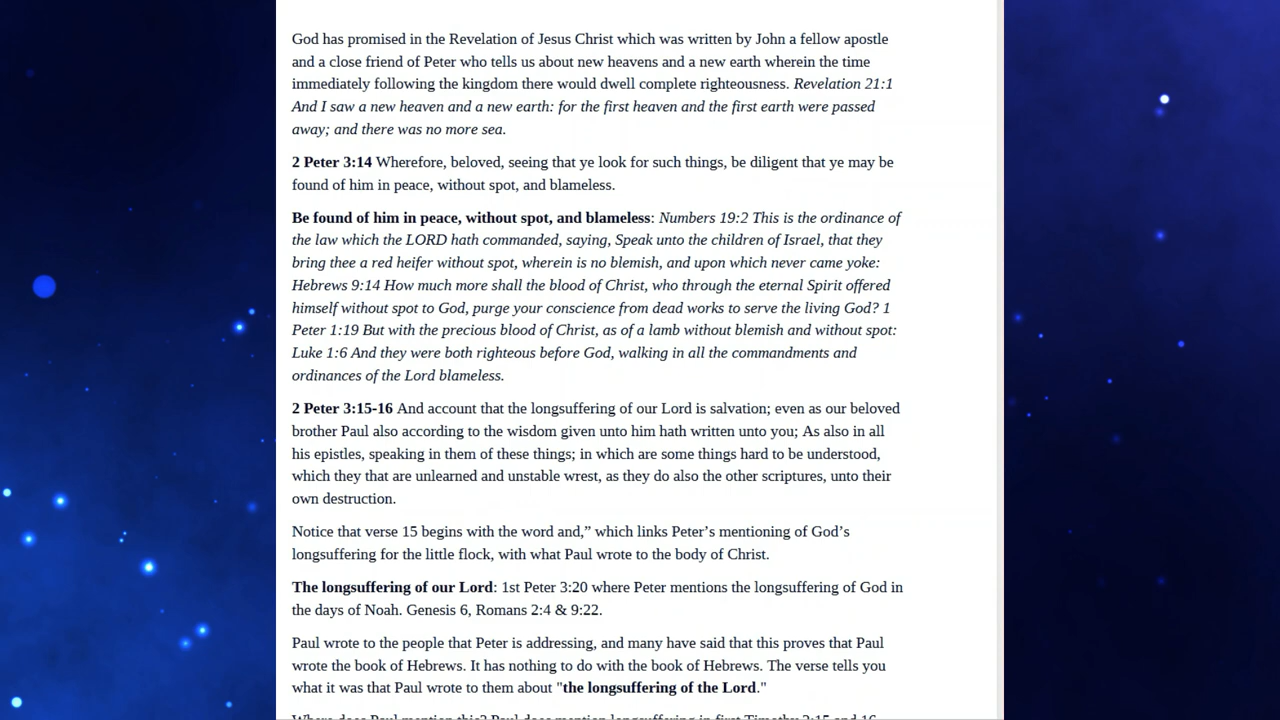 God has promised in the Revelation of Jesus Christ which was written by John a fellow apostle
and a close friend of Peter who tells us about new heavens and a new earth wherein the time
immediately following the kingdom there would dwell complete righteousness. Revelation 21:1
And I saw a new heaven and a new earth: for the first heaven and the first earth were passed
away; and there was no more sea.
2 Peter 3:14 Wherefore, beloved, seeing that ye look for such things, be diligent that ye may be
found of him in peace, without spot, and blameless.
Be found of him in peace, without spot, and blameless: Numbers 19:2 This is the ordinance of
the law which the LORD hath commanded, saying, Speak unto the children of Israel, that they
bring thee a red heifer without spot, wherein is no blemish, and upon which never came yoke:
Hebrews 9:14 How much more shall the blood of Christ, who through the eternal Spirit offered
himself without spot to God, purge your conscience from dead works to serve the living God? 1
Peter 1:19 But with the precious blood of Christ, as of a lamb without blemish and without spot:
Luke 1:6 And they were both righteous before God, walking in all the commandments and
ordinances of the Lord blameless.
2 Peter 3:15-16 And account that the longsuffering of our Lord is salvation; even as our beloved
brother Paul also according to the wisdom given unto him hath written unto you; As also in all
his epistles, speaking in them of these things; in which are some things hard to be understood,
which they that are unlearned and unstable wrest, as they do also the other scriptures, unto their
own destruction.
Notice that verse 15 begins with the word and,” which links Peter’s mentioning of God’s
longsuffering for the little flock, with what Paul wrote to the body of Christ.
The longsuffering of our Lord: 1st Peter 3:20 where Peter mentions the longsuffering of God in
the days of Noah. Genesis 6, Romans 2:4 & 9:22.
Paul wrote to the people that Peter is addressing, and many have said that this proves that Paul
wrote the book of Hebrews. It has nothing to do with the book of Hebrews. The verse tells you
what it was that Paul wrote to them about "the longsuffering of the Lord."
Where does Paul mention this? Paul does mention longsuffering in first Timothy